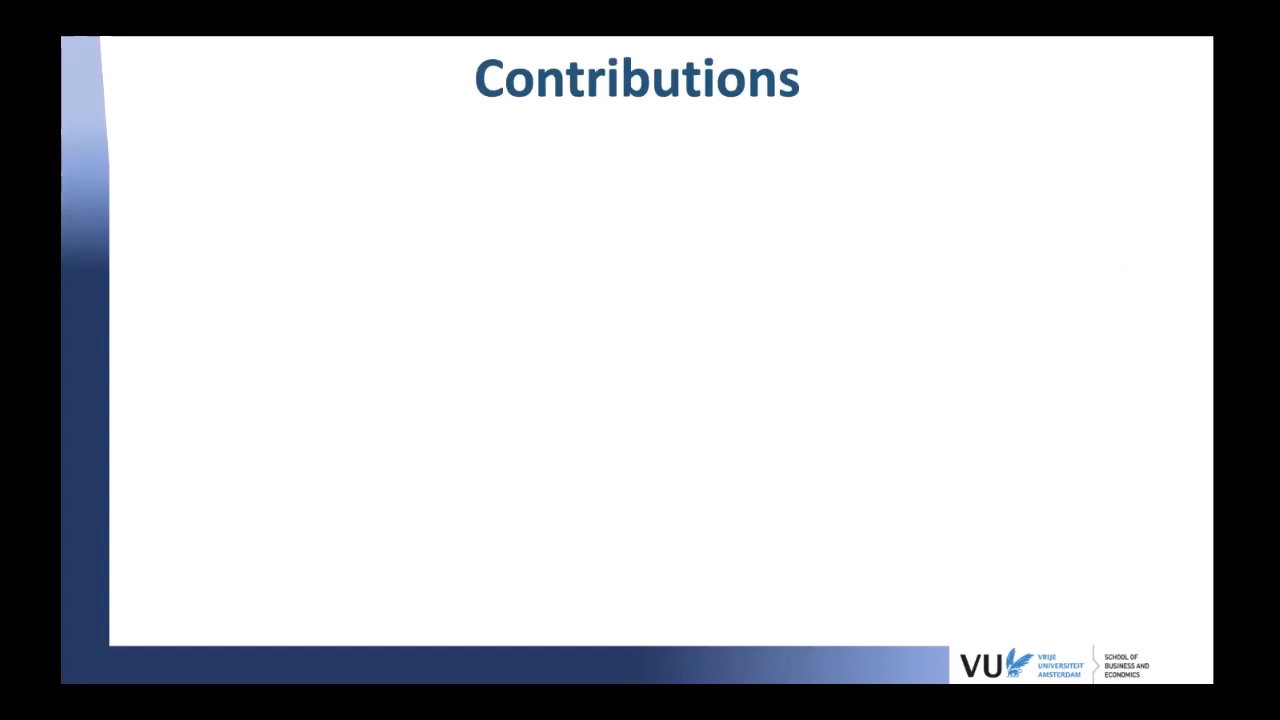 Contributions
VU
VRIJE
UNIVERSITEIT
AMSTERDAM
SCHOOL OF
BUSINESS AND
ECONOMICS